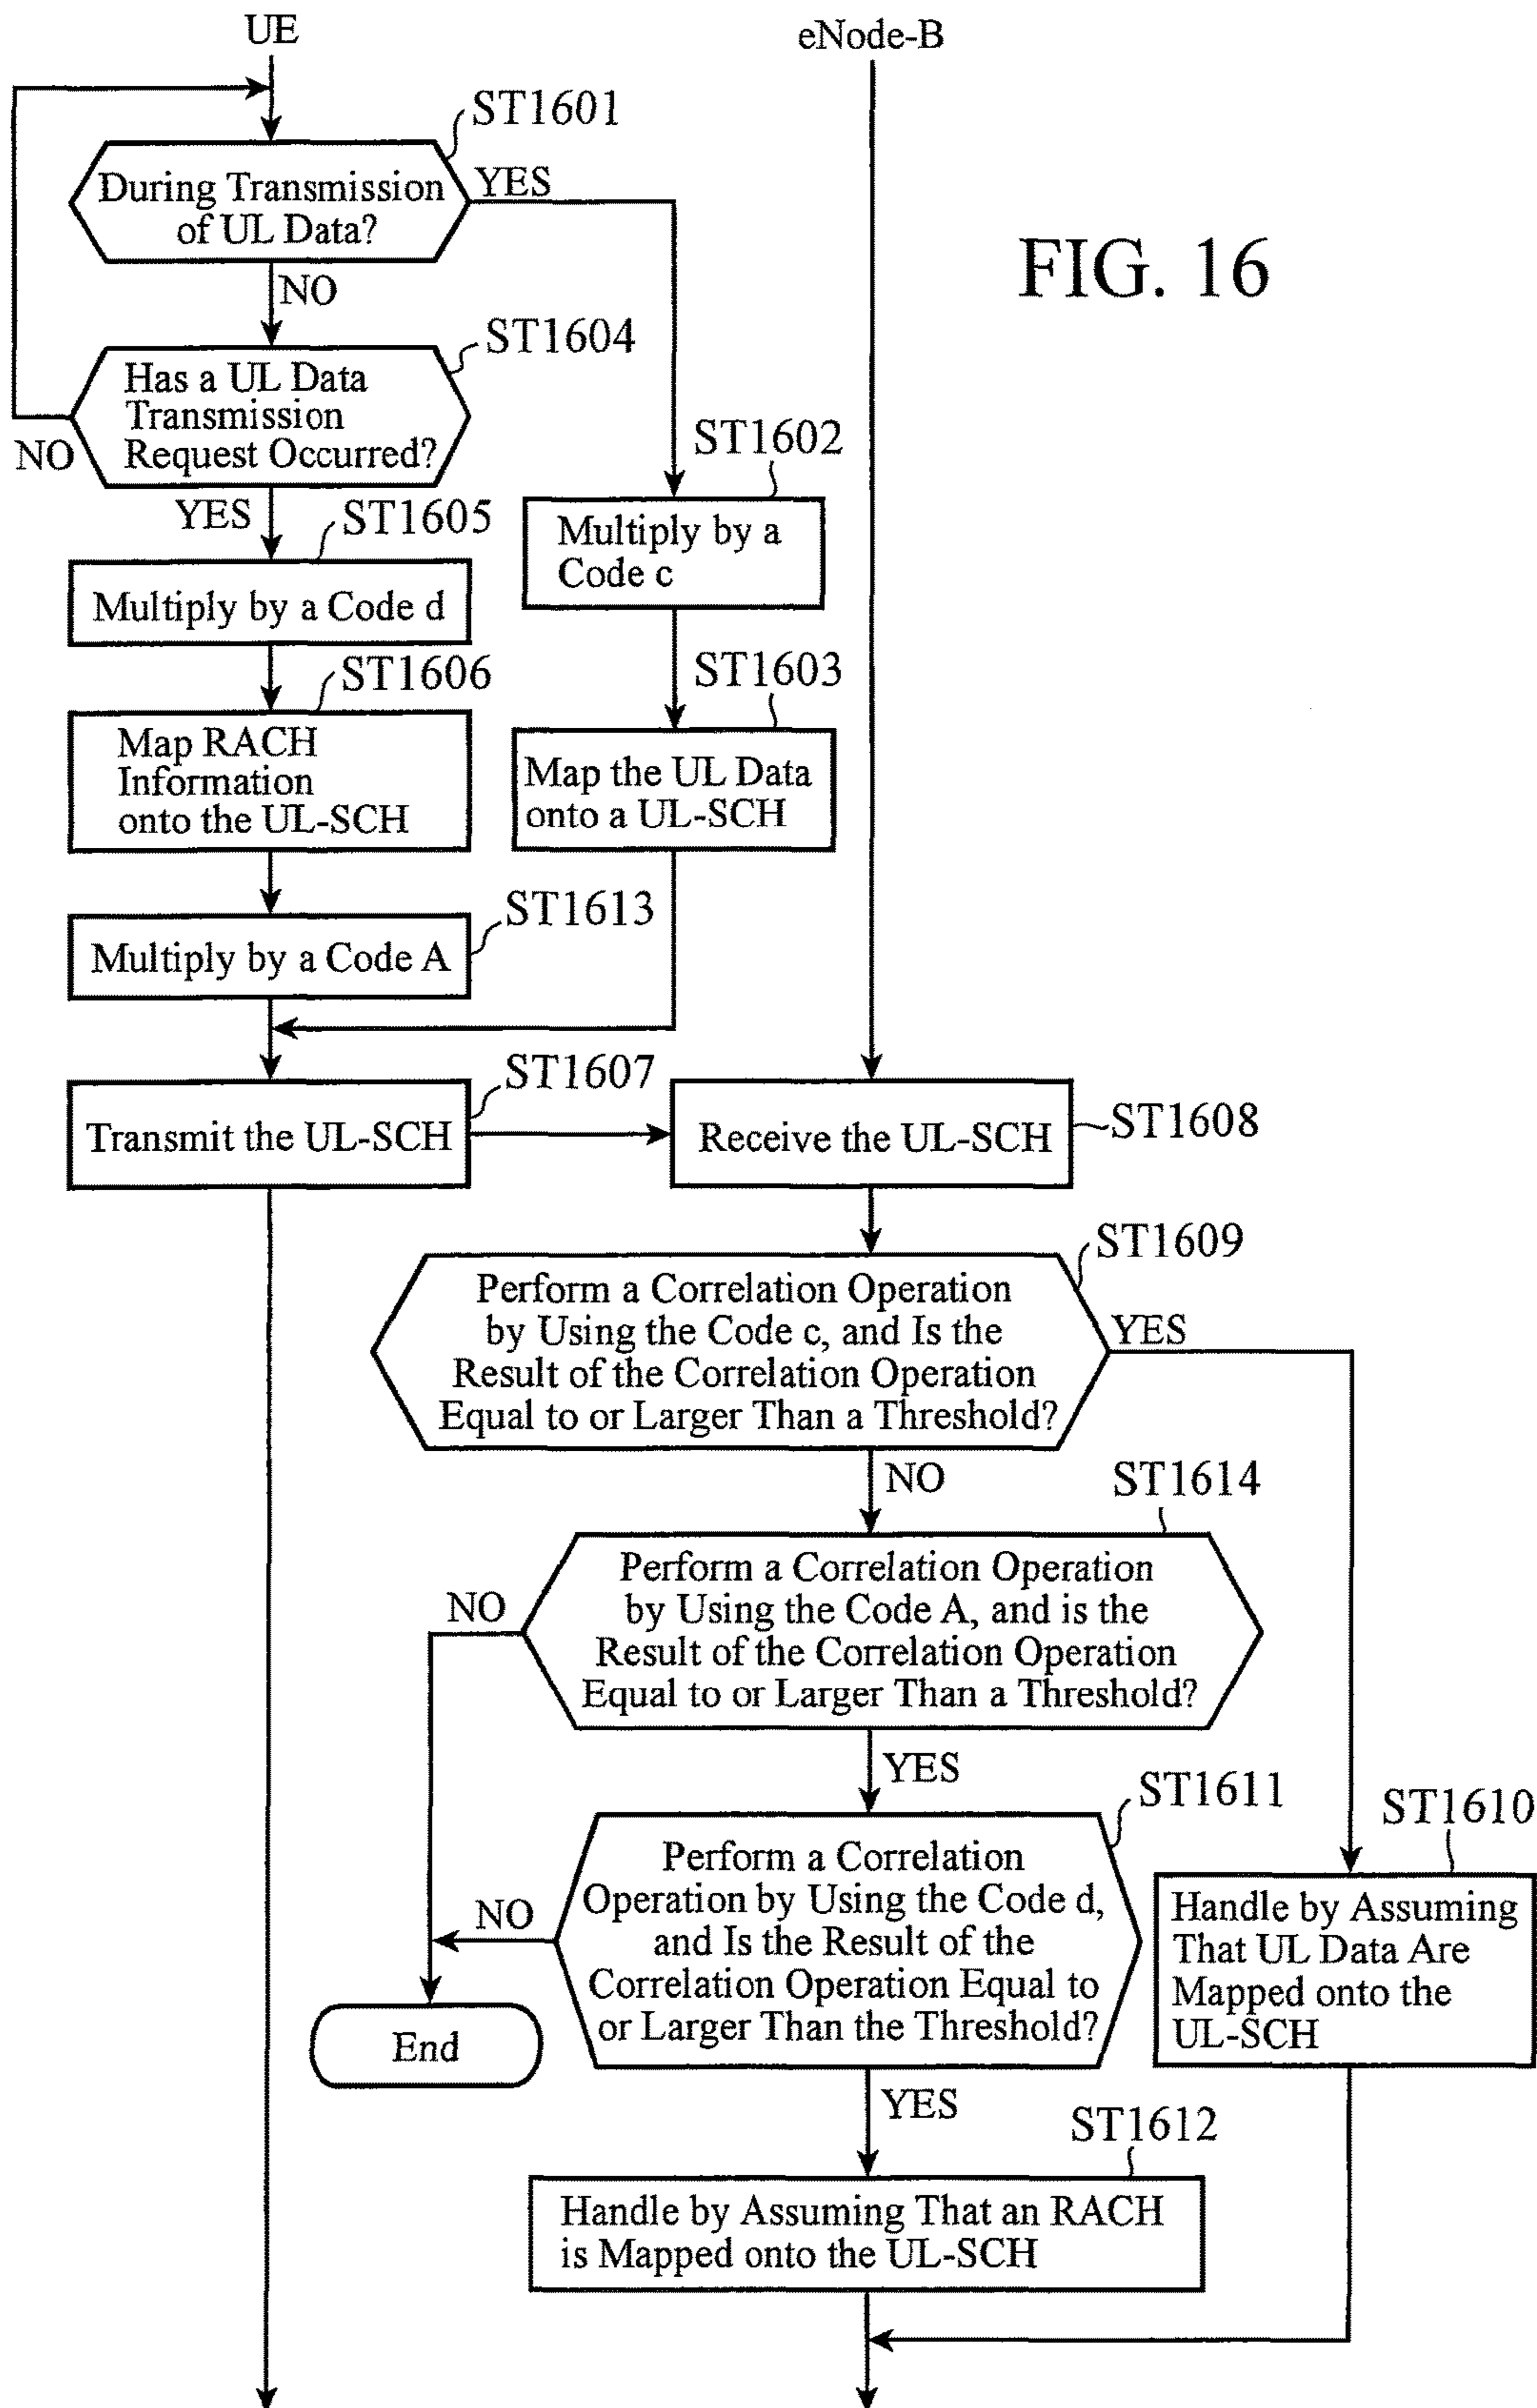 UE
eNode-B
ST1601
During Transmission
of UL Data?
YES
NO
FIG. 16
ST1604
Has a UL Data
Transmission
Request Occurred?
NO
YES
ST1602
Multiply by a
Code c
ST1605
Multiply by a Code d
ST1606
Map RACH
Information
onto the UL-SCH
ST1603
Map the UL Data
onto a UL-SCH
ST1613
Multiply by a Code A
ST1607
Transmit the UL-SCH
Receive the UL-SCH
ST1608
ST1609
Perform a Correlation Operation
by Using the Code c, and Is the
Result of the Correlation Operation
Equal to or Larger Than a Threshold?
YES
NO
ST1614
Perform a Correlation Operation
by Using the Code A, and is the
Result of the Correlation Operation
Equal to or Larger Than a Threshold?
NO
YES
ST1611
Perform a Correlation
Operation by Using the Code d,
and Is the Result of the
Correlation Operation Equal to
or Larger Than the Threshold?
NO
End
ST1610
Handle by Assuming
That UL Data Are
Mapped onto the
UL-SCH
YES
ST1612
Handle by Assuming That an RACH
is Mapped onto the UL-SCH